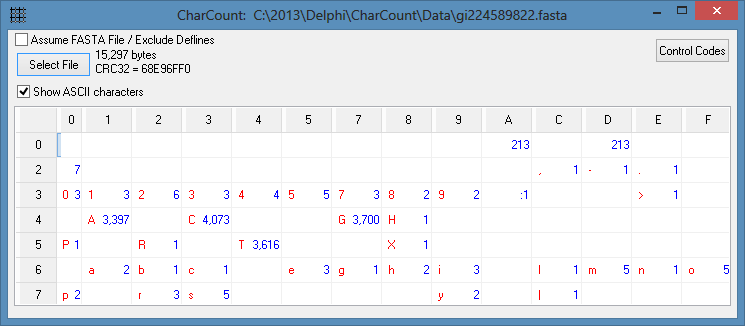 CharCount: C:\2013\Delphi\CharCount\Data\gi224589822.fasta
Assume FASTA File / Exclude Deflines
Select File
15,297 bytes
CRC32 = 68E96FF0
Control Codes
Show ASCII characters
0 1 2 3 4 5 6 7 8 9 A C D E F
0 213 213
2 7 , 1 - 1 . 1
3 0 3 1 3 2 6 3 3 4 4 5 5 7 3 8 2 9 2 :1 > 1
4 A 3,397 C 4,073 G 3,700 H 1
5 P 1 R 1 T 3,616 X 1
6 a 2 b 1 c 1 e 3 g 1 h 2 i 3 l 1 m 5 n 1 o 5
7 p 2 r 3 s 5 y 2 | 1